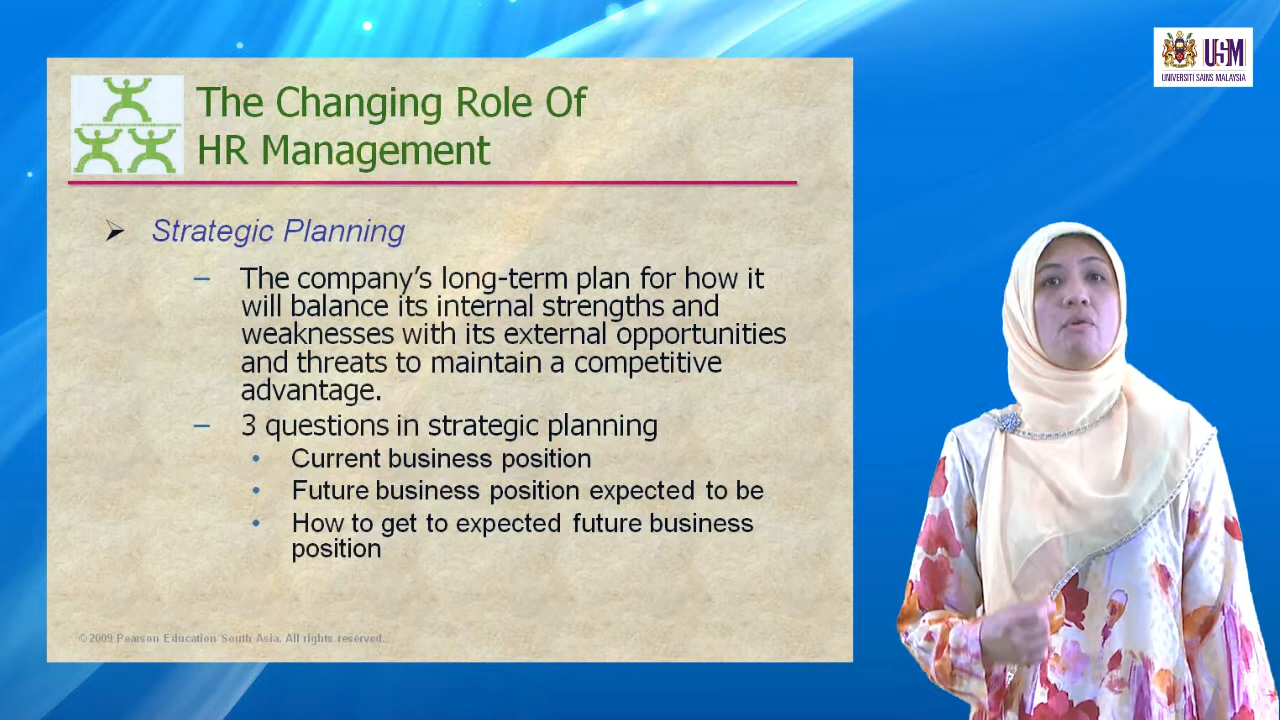 USM
UNIVERSITI SAINS MALAYSIA
The Changing Role Of
HR Management
➢ Strategic Planning
– The company’s long-term plan for how it
will balance its internal strengths and
weaknesses with its external opportunities
and threats to maintain a competitive
advantage.
– 3 questions in strategic planning
• Current business position
• Future business position expected to be
• How to get to expected future business
position
©2009 Pearson Education South Asia. All rights reserved.